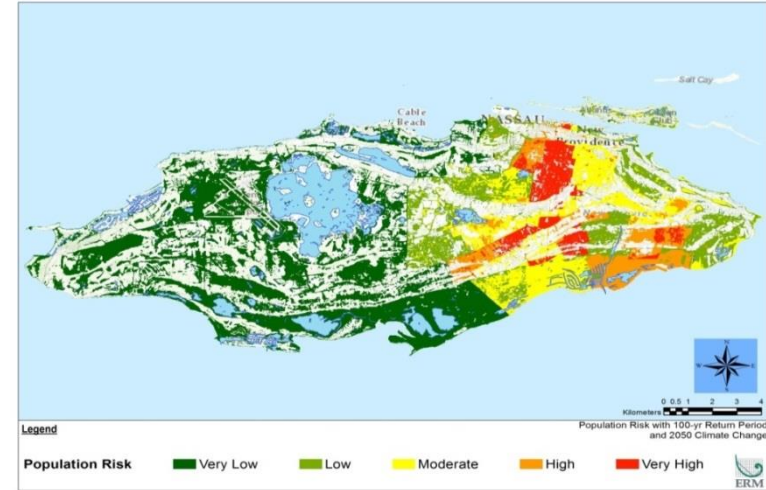 Salt Cay
Cable
Beach
NASSAU
New
Providence
N
W
E
S
0 0.5 1 2 3 4
Kilometers
Population Risk with 100-yr Return Period
and 2050 Climate Change
Legend
Population Risk Very Low Low Moderate High Very High
ERM